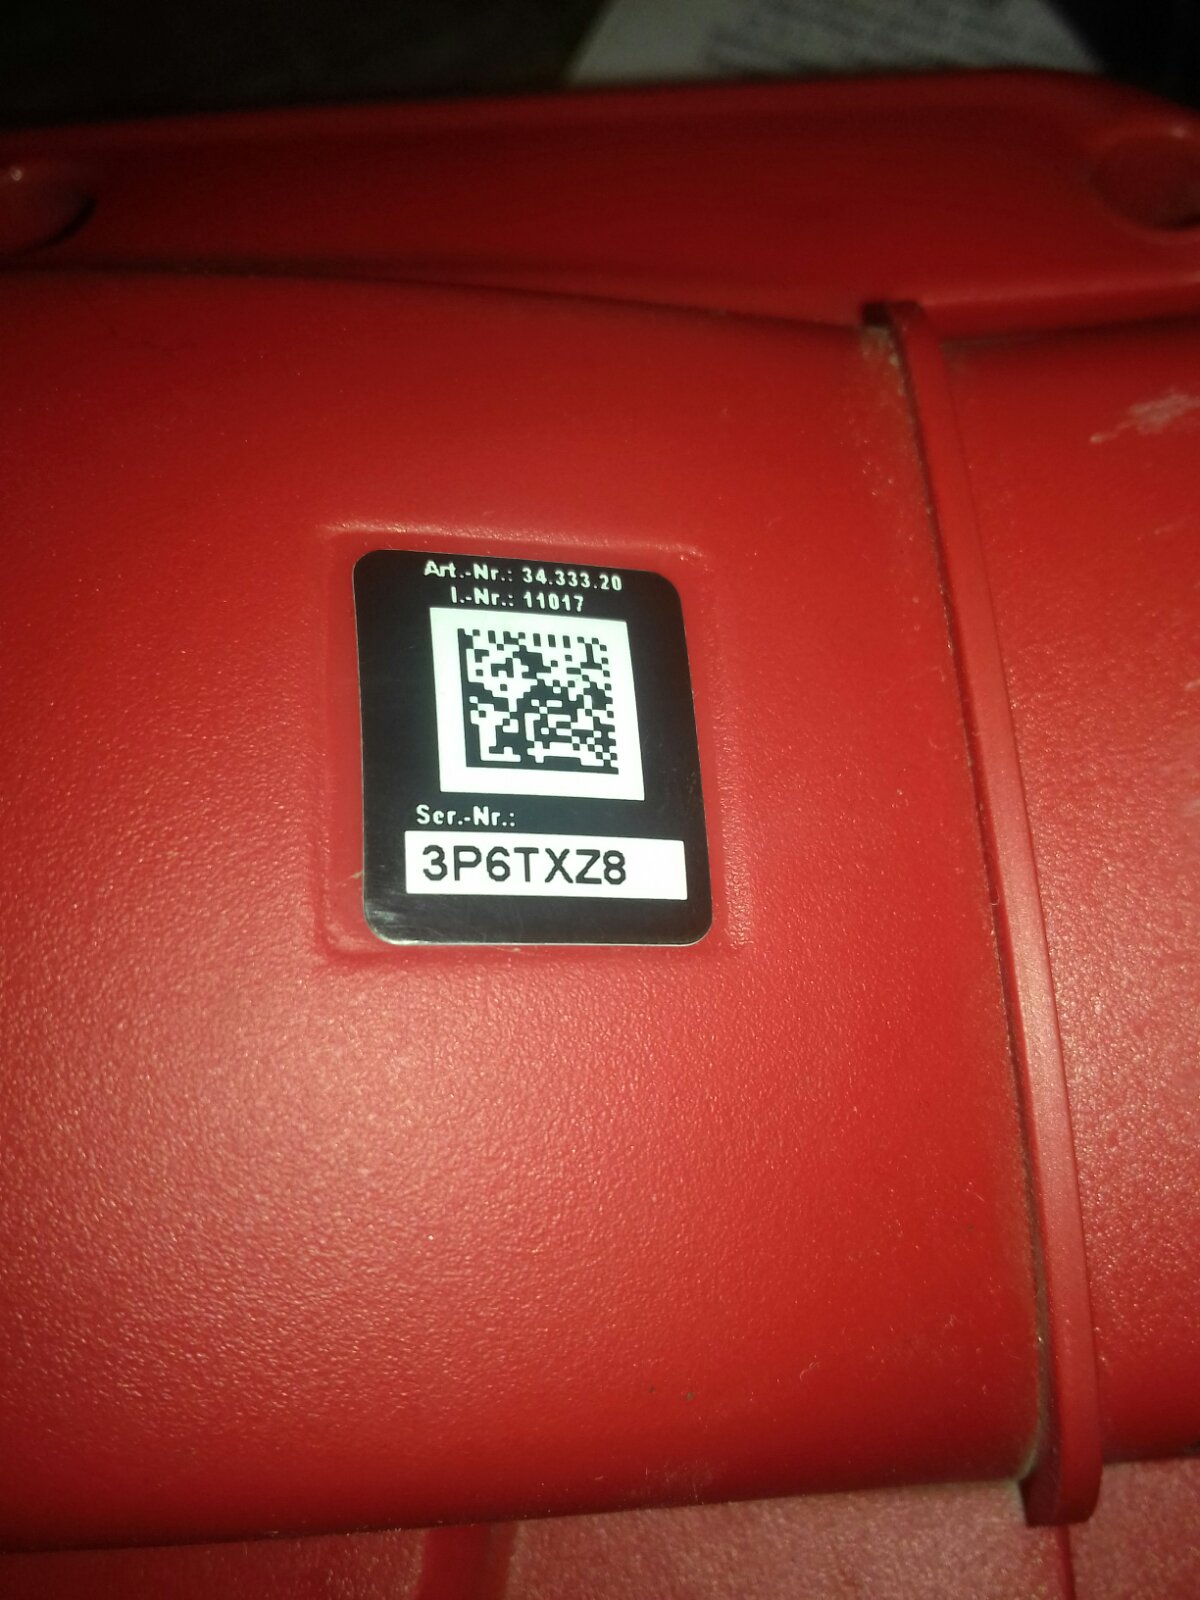 Art.-Nr.: 34.333.20
I.-Nr.: 11017
Ser.-Nr.:
3P6TXZ8